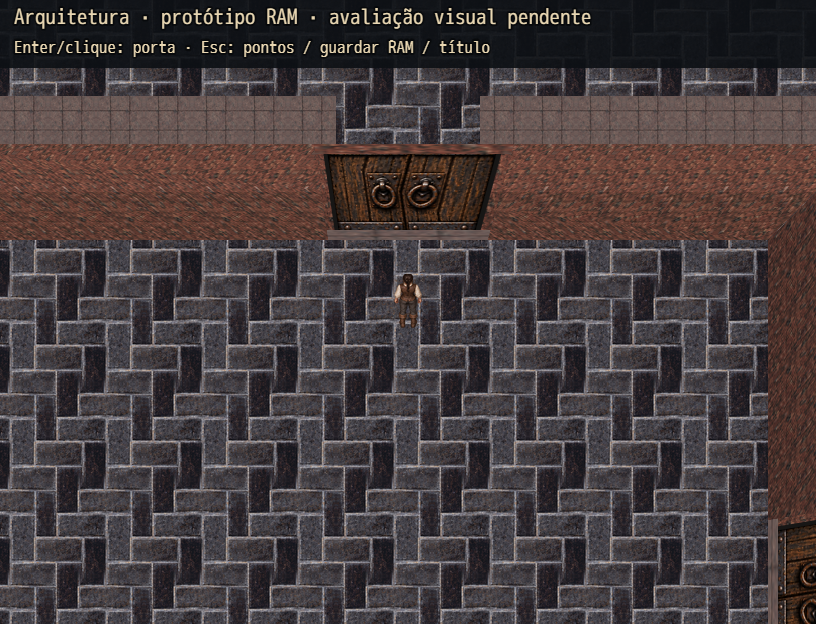 Arquitetura · protótipo RAM · avaliação visual pendente
Enter/clique: porta · Esc: pontos / guardar RAM / título